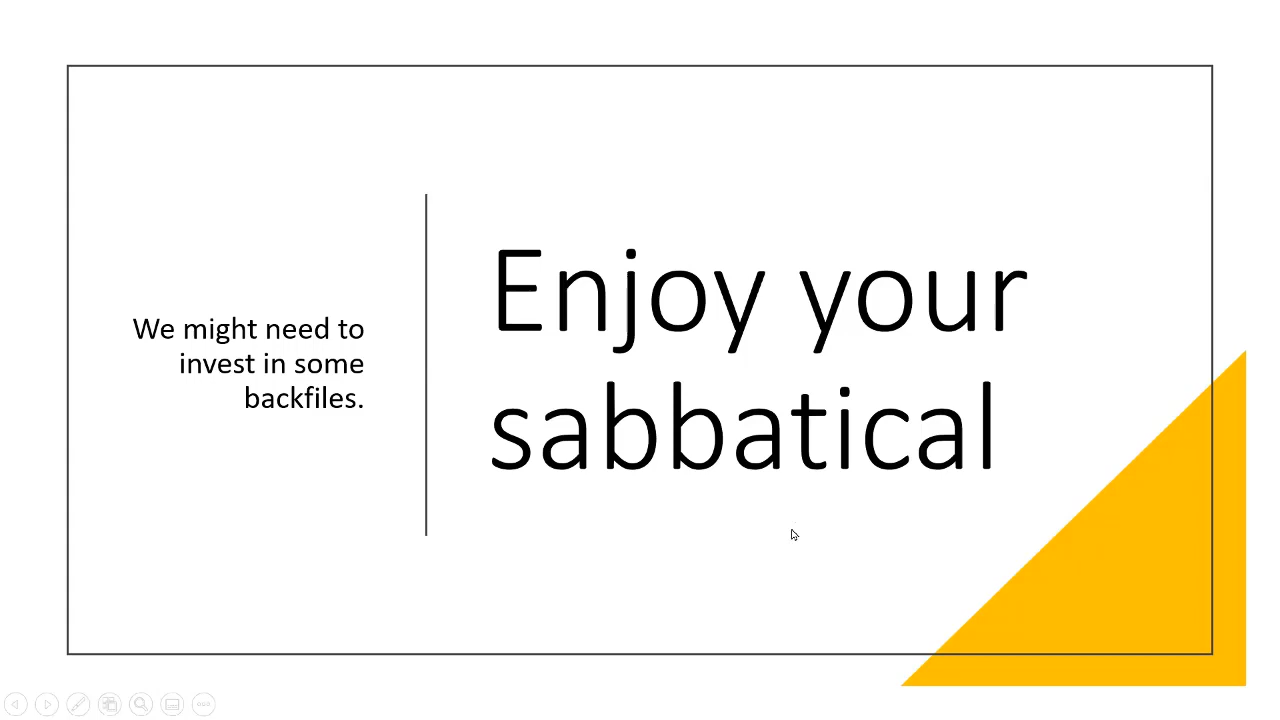 We might need to
invest in some
backfiles.
Enjoy your
sabbatical